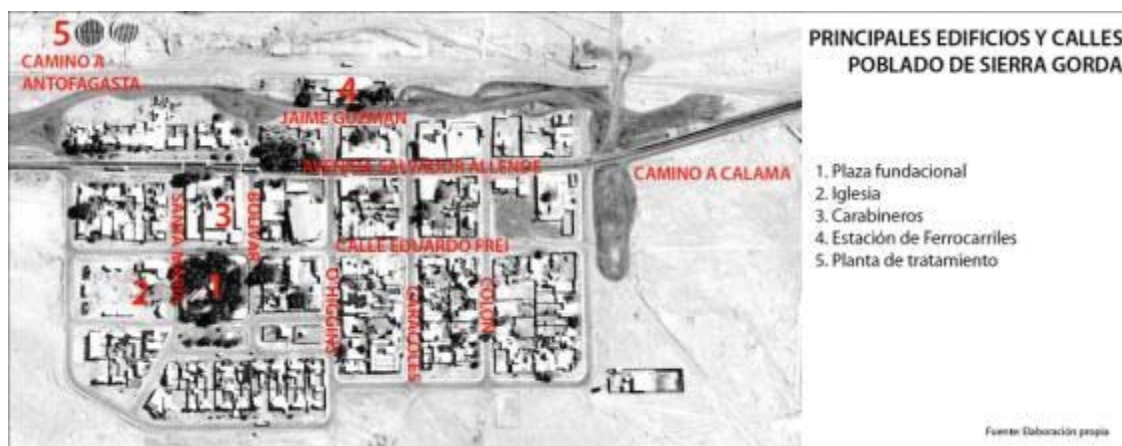 PRINCIPALES EDIFICIOS Y CALLES
POBLADO DE SIERRA GORDA
5
CAMINO A
ANTOFAGASTA
4
JAIME GUZMAN
AVENIDA SALVADOR ALLENDE
CAMINO A CALAMA
SANTA MARIA
3
BOLIVAR
CALLE EDUARDO FREI
2
1
O'HIGGINS
CARACOLES
COLON
1. Plaza fundacional
2. Iglesia
3. Carabineros
4. Estación de Ferrocarriles
5. Planta de tratamiento
Fuente: Elaboración propia